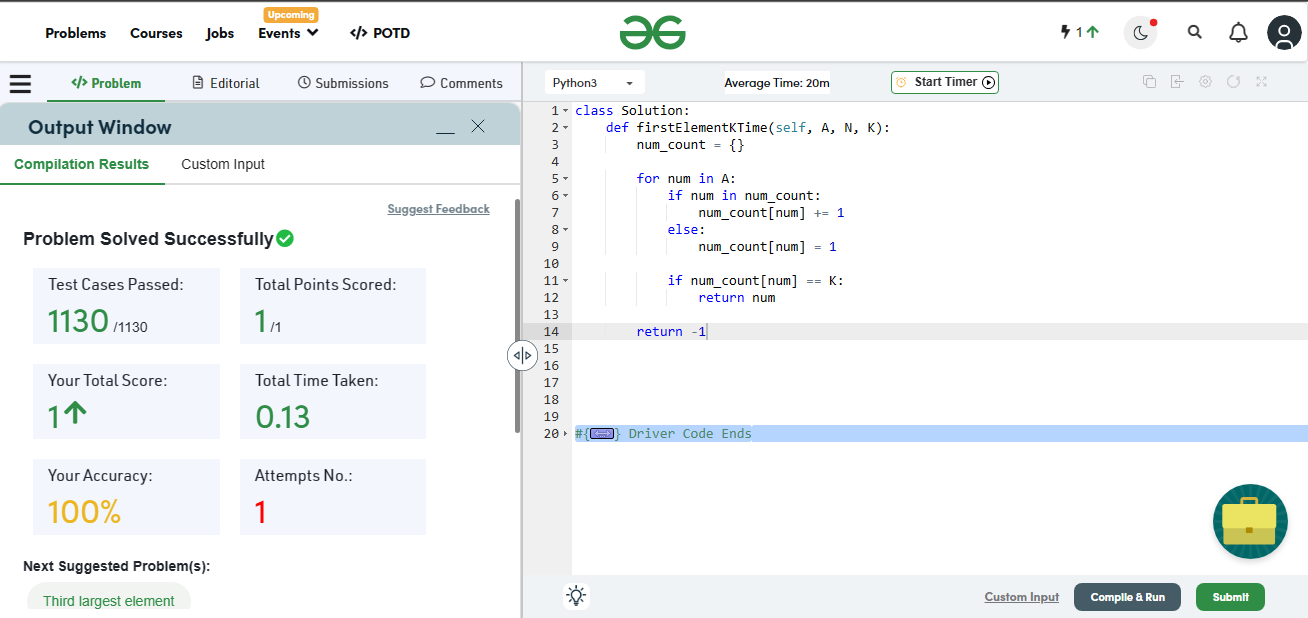 Upcoming
Problems Courses Jobs Events </> POTD
1
</> Problem Editorial Submissions Comments
Output Window
Compilation Results Custom Input
Suggest Feedback
Problem Solved Successfully
Test Cases Passed:
1130 /1130
Total Points Scored:
1 /1
Your Total Score:
1
Total Time Taken:
0.13
Your Accuracy:
100%
Attempts No.:
1
Next Suggested Problem(s):
Third largest element
Python3 Average Time: 20m Start Timer
1 class Solution:
2 def firstElementKTime(self, A, N, K):
3 num_count = {}
4
5 for num in A:
6 if num in num_count:
7 num_count[num] += 1
8 else:
9 num_count[num] = 1
10
11 if num_count[num] == K:
12 return num
13
14 return -1
15
16
17
18
19
20 #{ } Driver Code Ends
Custom Input Compile & Run Submit